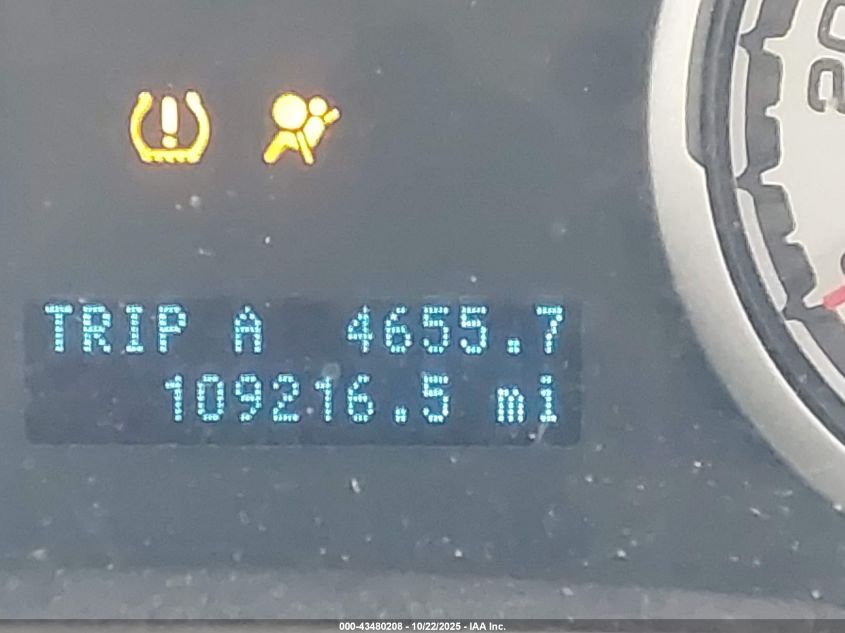 TRIP A 4655.7
109216.5 mi
000-43480208 - 10/22/2025 - IAA Inc.